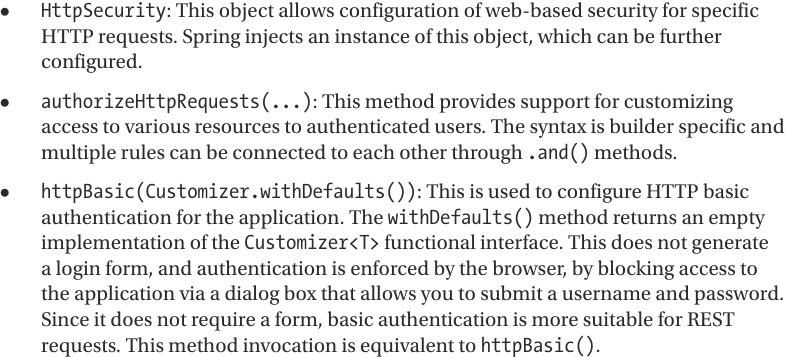 • HttpSecurity: This object allows configuration of web-based security for specific
HTTP requests. Spring injects an instance of this object, which can be further
configured.
• authorizeHttpRequests(...): This method provides support for customizing
access to various resources to authenticated users. The syntax is builder specific and
multiple rules can be connected to each other through .and() methods.
• httpBasic(Customizer.withDefaults()): This is used to configure HTTP basic
authentication for the application. The withDefaults() method returns an empty
implementation of the Customizer<T> functional interface. This does not generate
a login form, and authentication is enforced by the browser, by blocking access to
the application via a dialog box that allows you to submit a username and password.
Since it does not require a form, basic authentication is more suitable for REST
requests. This method invocation is equivalent to httpBasic().